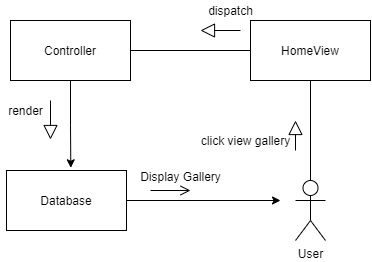 dispatch
Controller
HomeView
render
click view gallery
Display Gallery
Database
User